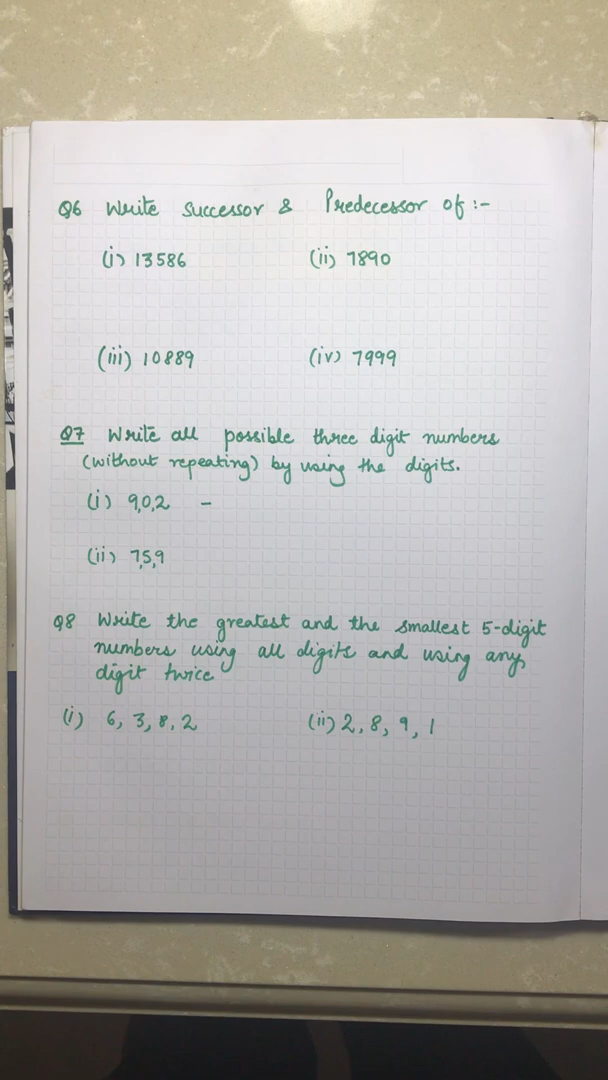 Q6 Write Successor & Predecessor of :-
(i) 13586 (ii) 7890
(iii) 10889 (iv) 7999
Q7 Write all possible three digit numbers
(without repeating) by using the digits.
(i) 9,0,2 -
(ii) 7,5,9
Q8 Write the greatest and the smallest 5-digit
numbers using all digits and using any
digit twice
(i) 6, 3, 8, 2 (ii) 2, 8, 9, 1